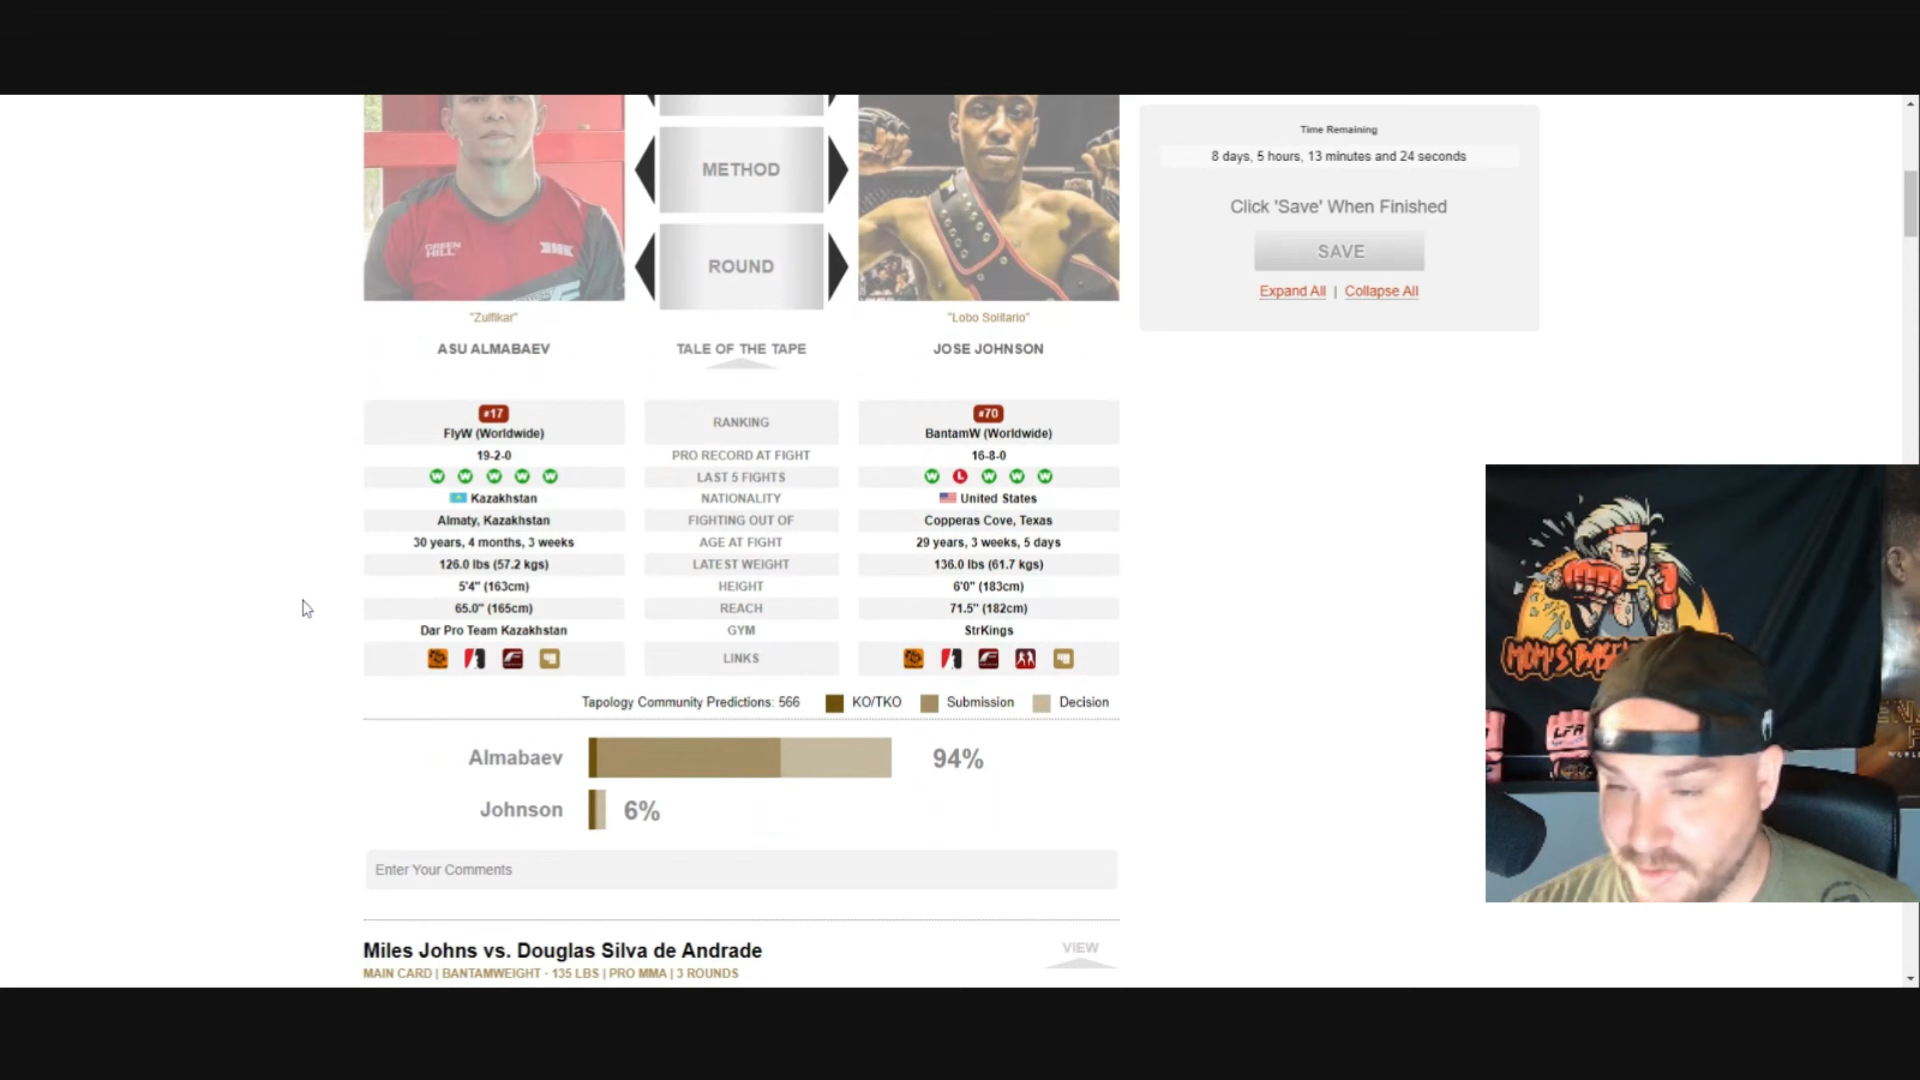 METHOD
ROUND
Time Remaining
8 days, 5 hours, 13 minutes and 24 seconds
Click 'Save' When Finished
SAVE
Expand All | Collapse All
GREEN HILL
"Zulfikar"
"Lobo Solitario"
ASU ALMABAEV TALE OF THE TAPE JOSE JOHNSON
#17 RANKING #70
FlyW (Worldwide) BantamW (Worldwide)
19-2-0 PRO RECORD AT FIGHT 16-8-0
W W W W W LAST 5 FIGHTS W L W W W
Kazakhstan NATIONALITY United States
Almaty, Kazakhstan FIGHTING OUT OF Copperas Cove, Texas
30 years, 4 months, 3 weeks AGE AT FIGHT 29 years, 3 weeks, 5 days
126.0 lbs (57.2 kgs) LATEST WEIGHT 136.0 lbs (61.7 kgs)
5'4" (163cm) HEIGHT 6'0" (183cm)
65.0" (165cm) REACH 71.5" (182cm)
Dar Pro Team Kazakhstan GYM StrKings
LINKS
Tapology Community Predictions: 566 KO/TKO Submission Decision
Almabaev 94%
Johnson 6%
Enter Your Comments
Miles Johns vs. Douglas Silva de Andrade VIEW
MAIN CARD | BANTAMWEIGHT · 135 LBS | PRO MMA | 3 ROUNDS
MOM'S
LFA